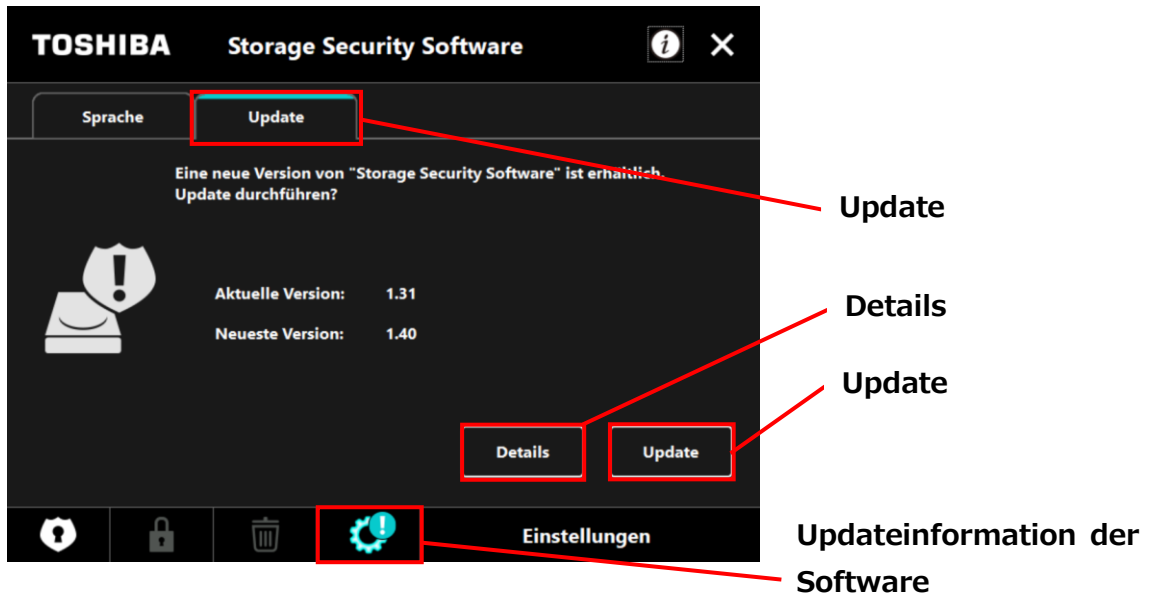 TOSHIBA Storage Security Software
Sprache Update
Eine neue Version von "Storage Security Software" ist erhältlich.
Update durchführen?
Update
Aktuelle Version: 1.31
Details
Neueste Version: 1.40
Update
Details Update
Einstellungen
Updateinformation der
Software